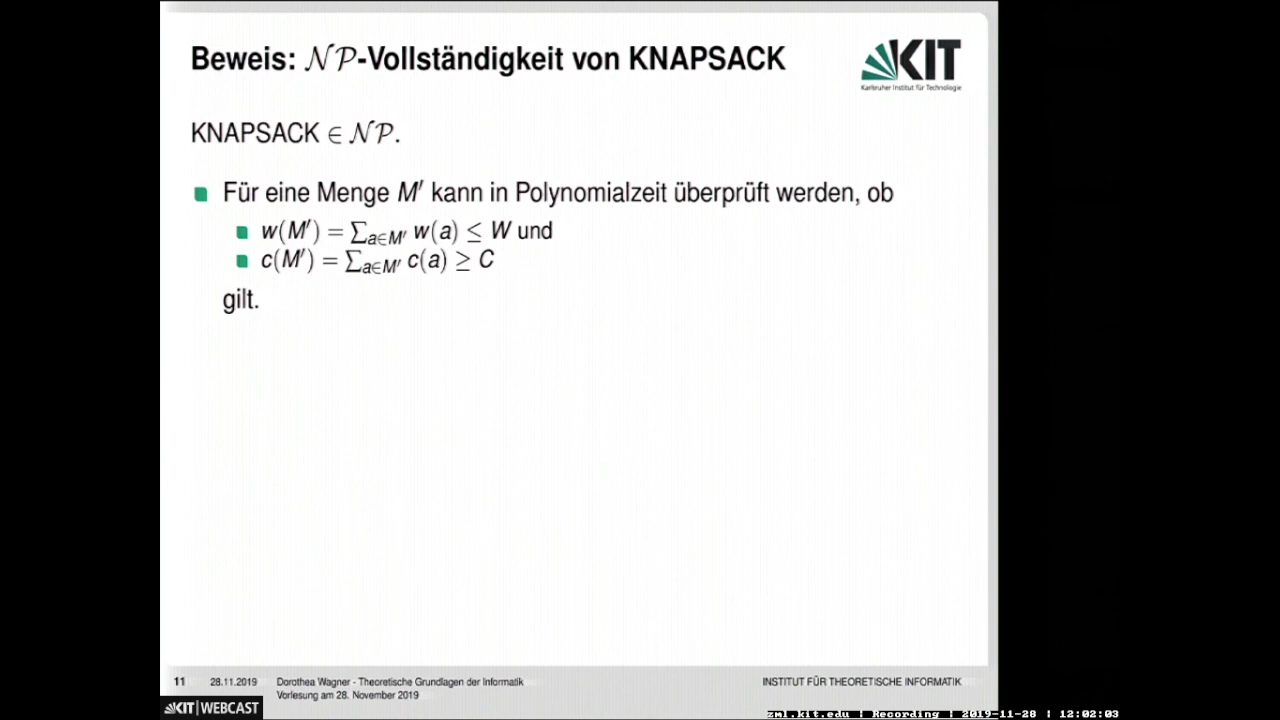 Beweis: 𝒩𝒫-Vollständigkeit von KNAPSACK
KIT
Karlsruher Institut für Technologie
KNAPSACK ∈ 𝒩𝒫.
Für eine Menge M′ kann in Polynomialzeit überprüft werden, ob
w(M′) = ∑a∈M′ w(a) ≤ W und
c(M′) = ∑a∈M′ c(a) ≥ C
gilt.
11 28.11.2019 Dorothea Wagner - Theoretische Grundlagen der Informatik INSTITUT FÜR THEORETISCHE INFORMATIK
Vorlesung am 28. November 2019
KIT | WEBCAST
zml.kit.edu | Recording | 2019-11-28 | 12:02:03